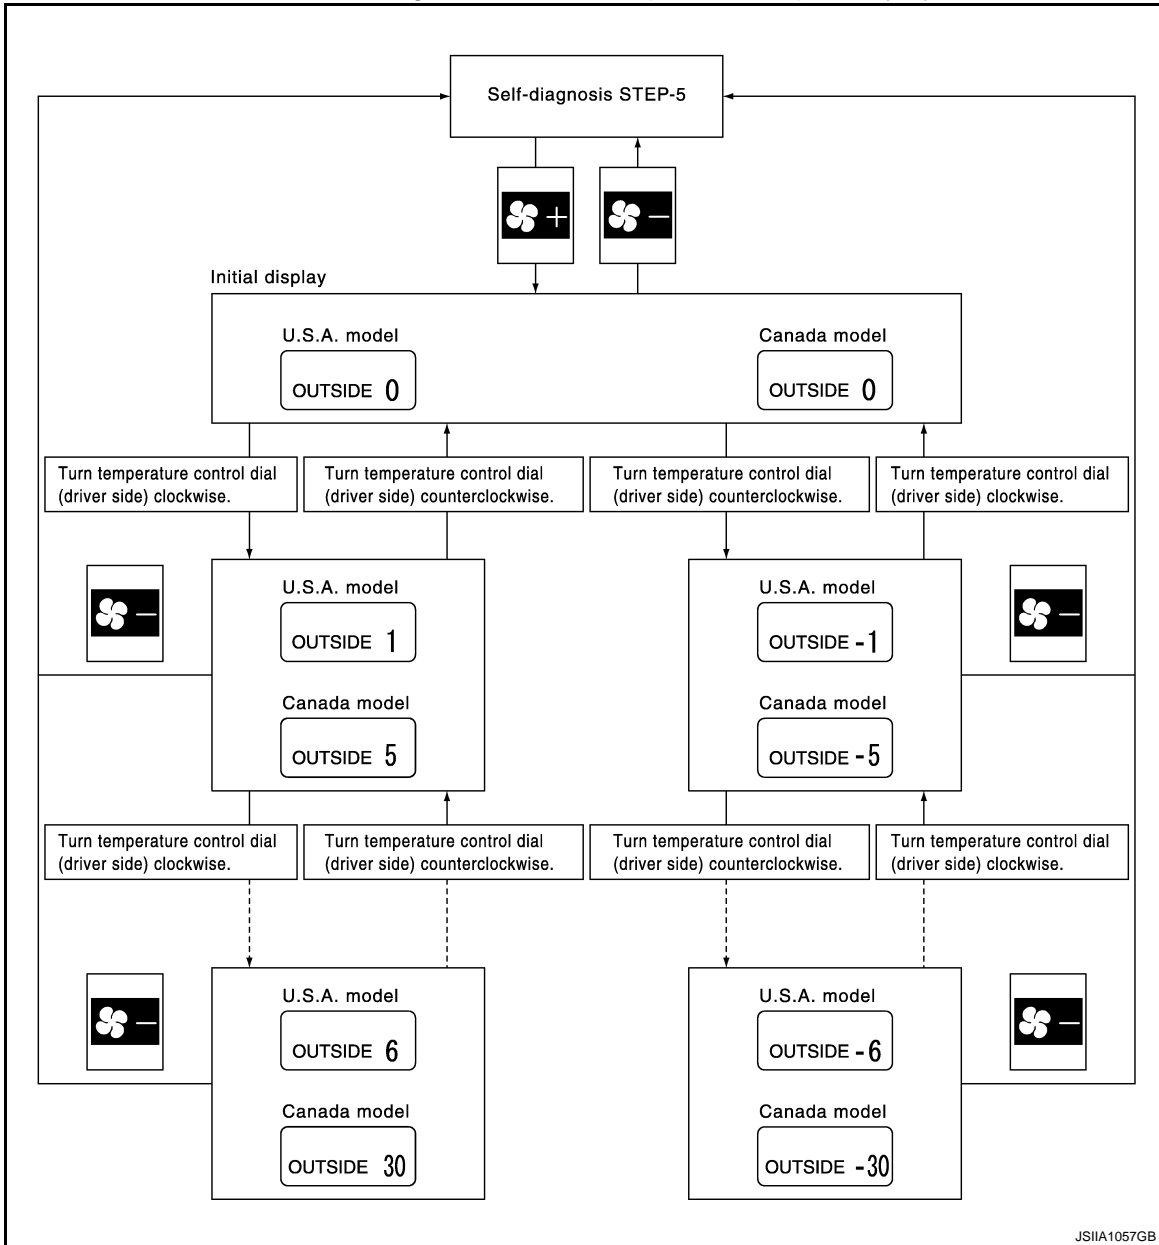 Self-diagnosis STEP-5
Initial display
U.S.A. model
OUTSIDE 0
Canada model
OUTSIDE 0
Turn temperature control dial
(driver side) clockwise.
Turn temperature control dial
(driver side) counterclockwise.
Turn temperature control dial
(driver side) counterclockwise.
Turn temperature control dial
(driver side) clockwise.
U.S.A. model
OUTSIDE 1
Canada model
OUTSIDE 5
U.S.A. model
OUTSIDE -1
Canada model
OUTSIDE -5
Turn temperature control dial
(driver side) clockwise.
Turn temperature control dial
(driver side) counterclockwise.
Turn temperature control dial
(driver side) counterclockwise.
Turn temperature control dial
(driver side) clockwise.
U.S.A. model
OUTSIDE 6
Canada model
OUTSIDE 30
U.S.A. model
OUTSIDE -6
Canada model
OUTSIDE -30
JSIIA1057GB